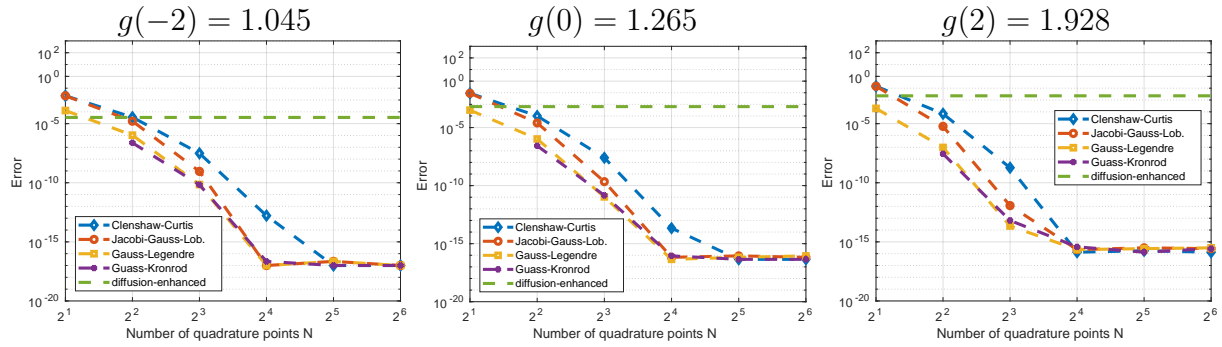 g(−2) = 1.045
10^2
10^0
10^-5
10^-10
10^-15
10^-20
Error
Clenshaw-Curtis
Jacobi-Gauss-Lob.
Gauss-Legendre
Guass-Kronrod
diffusion-enhanced
2^1 2^2 2^3 2^4 2^5 2^6
Number of quadrature points N
g(0) = 1.265
10^2
10^0
10^-5
10^-10
10^-15
10^-20
Error
Clenshaw-Curtis
Jacobi-Gauss-Lob.
Gauss-Legendre
Guass-Kronrod
diffusion-enhanced
2^1 2^2 2^3 2^4 2^5 2^6
Number of quadrature points N
g(2) = 1.928
10^2
10^0
10^-5
10^-10
10^-15
10^-20
Error
Clenshaw-Curtis
Jacobi-Gauss-Lob.
Gauss-Legendre
Guass-Kronrod
diffusion-enhanced
2^1 2^2 2^3 2^4 2^5 2^6
Number of quadrature points N